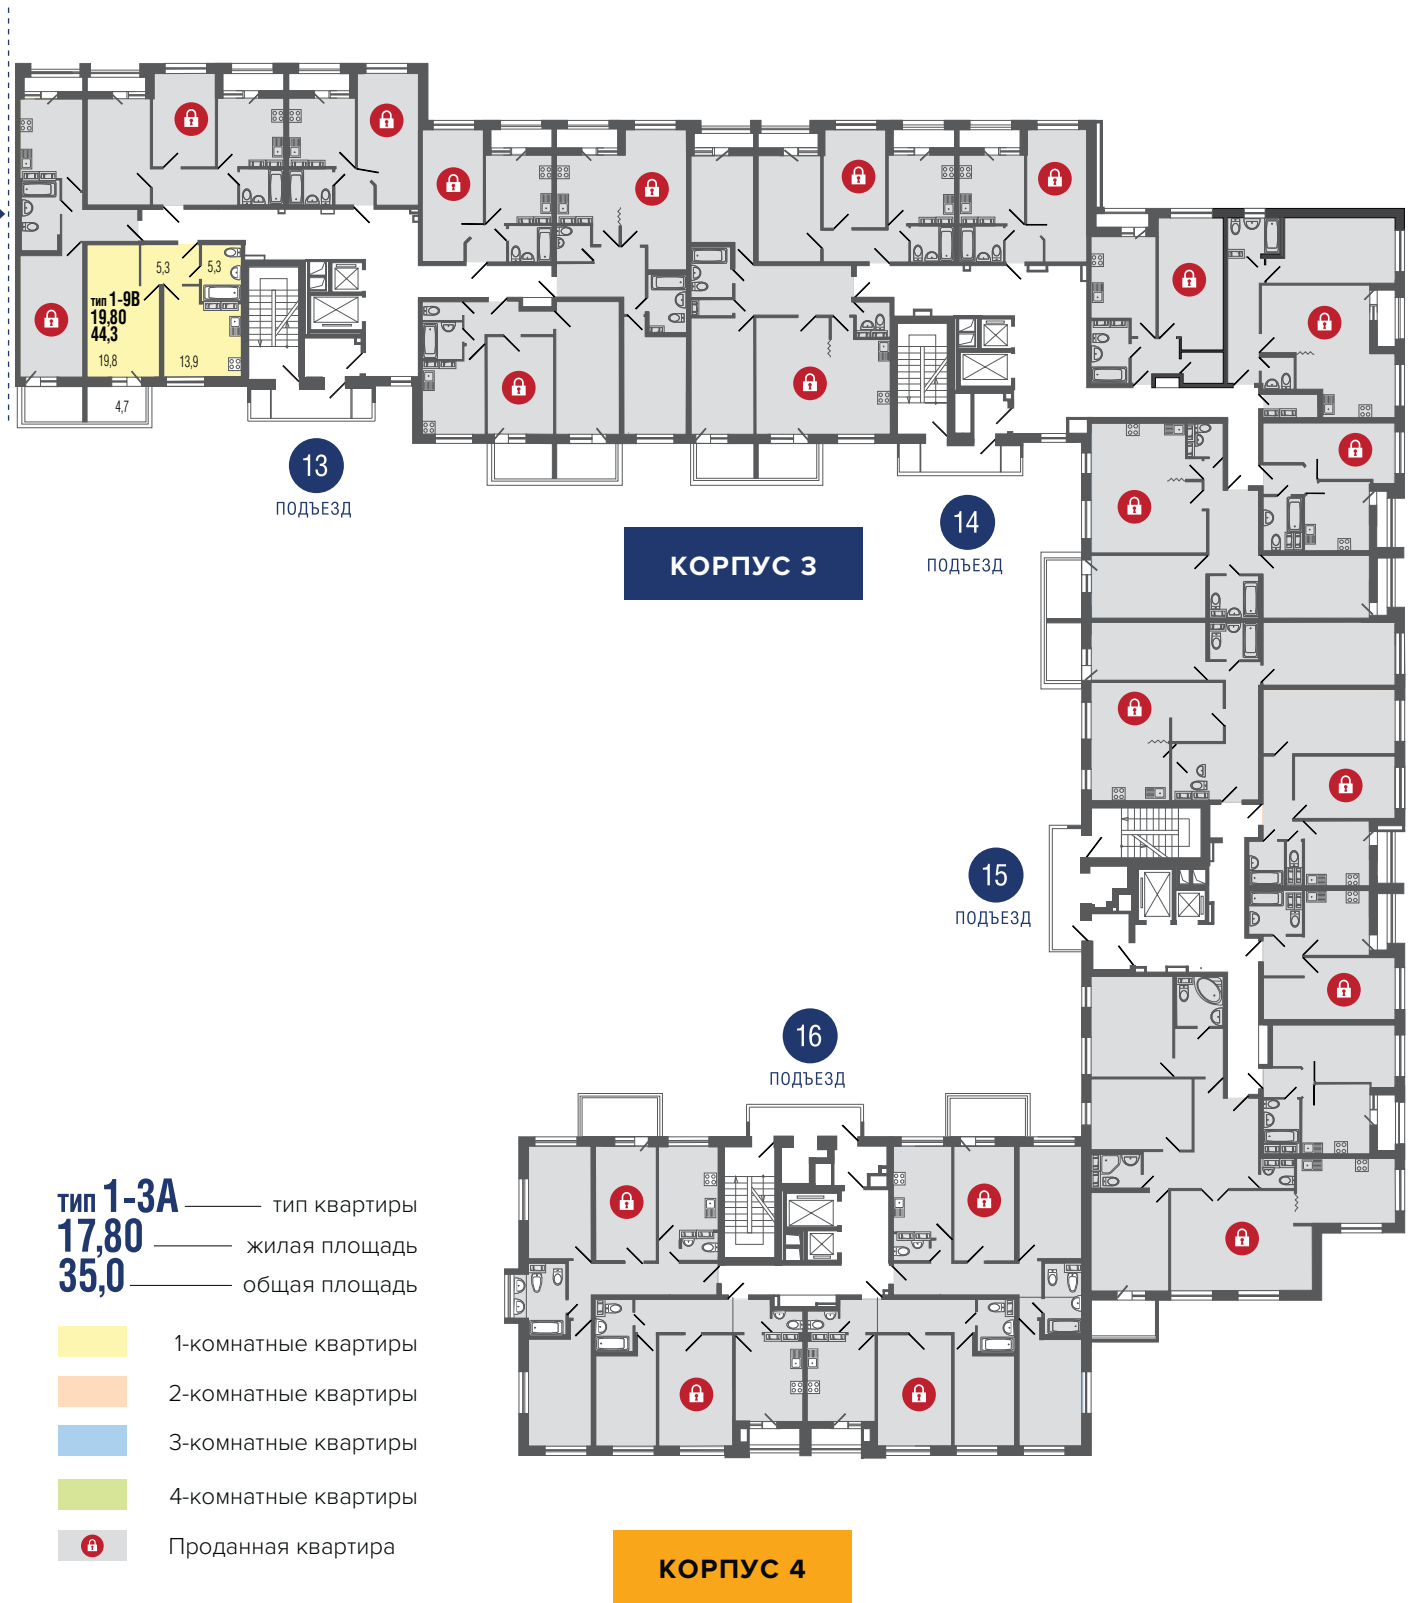 5,3
5,3
тип 1-9В
19.80
44,3
19,8
13,9
4,7
13
ПОДЪЕЗД
14
ПОДЪЕЗД
КОРПУС 3
15
ПОДЪЕЗД
16
ПОДЪЕЗД
тип 1-3А
тип квартиры
17,80
жилая площадь
35,0
общая площадь
1-комнатные квартиры
2-комнатные квартиры
3-комнатные квартиры
4-комнатные квартиры
Проданная квартира
КОРПУС 4